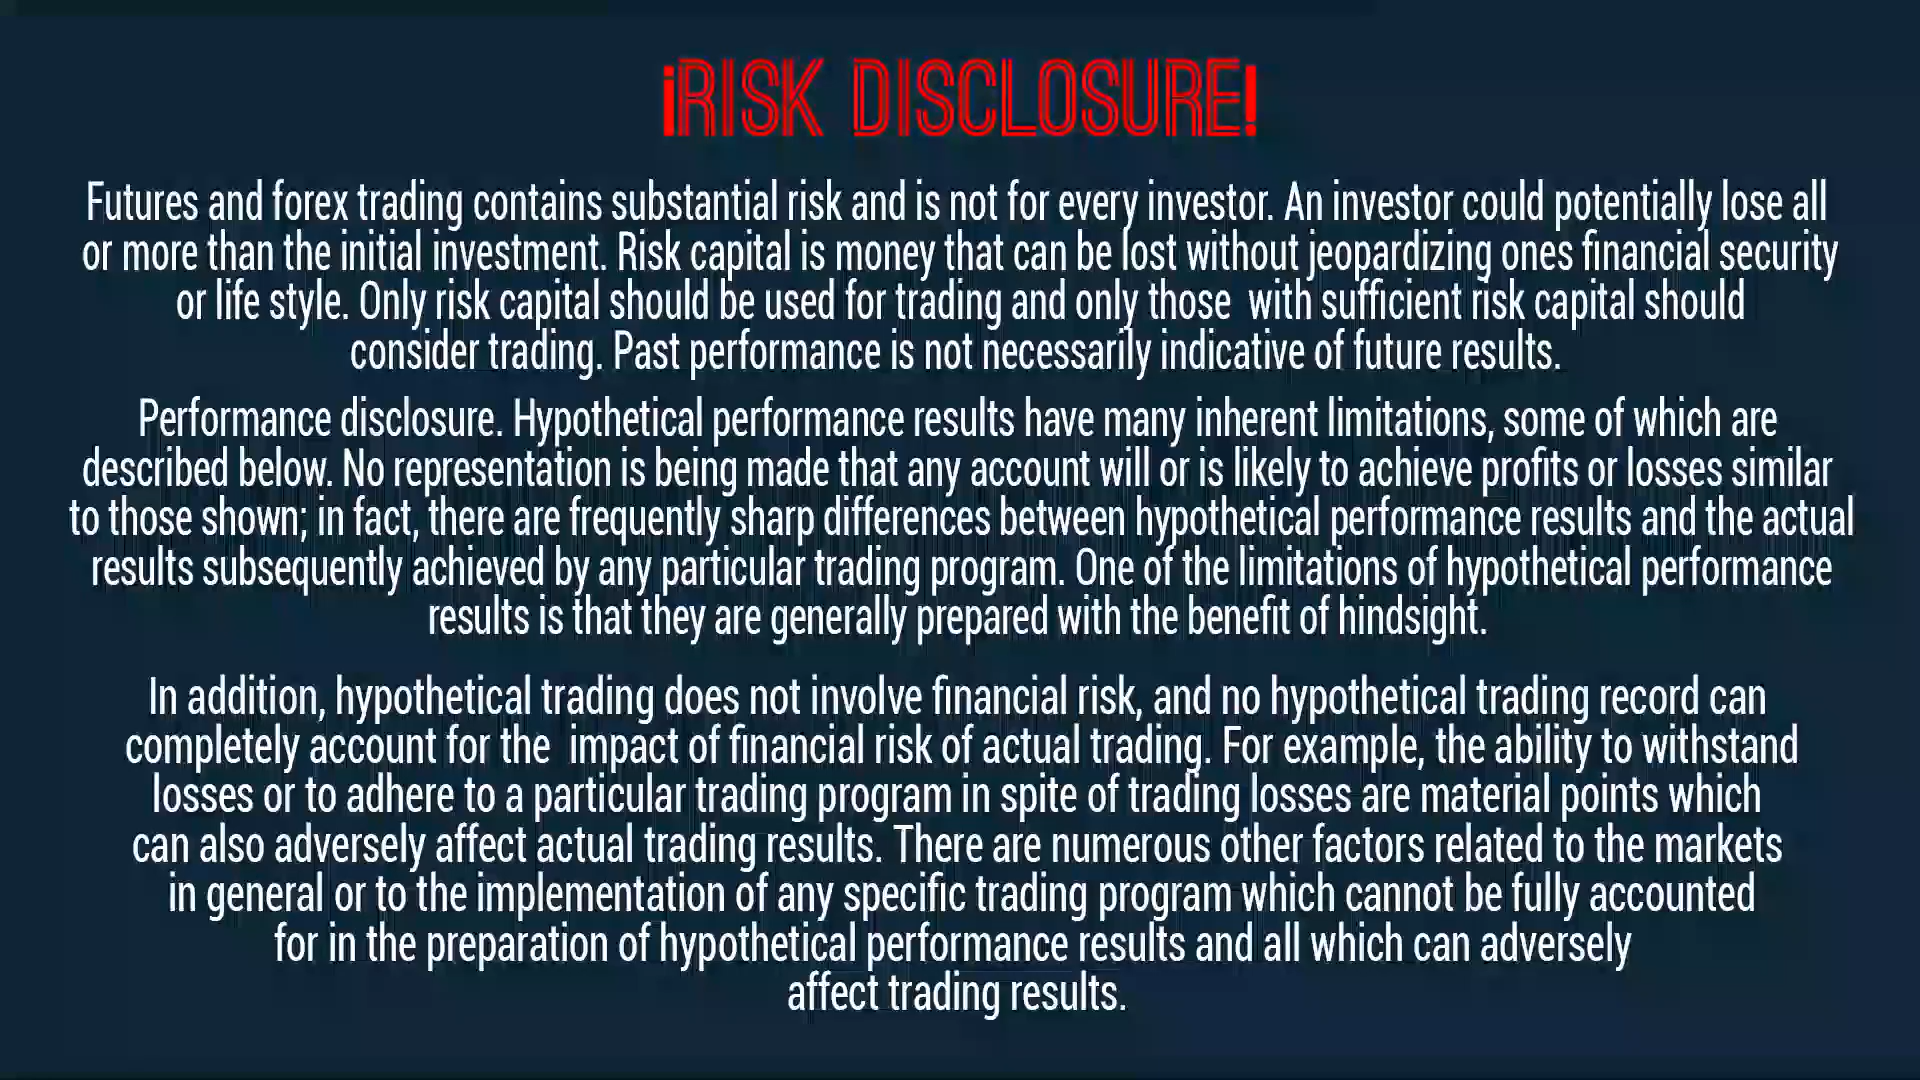 ¡RISK DISCLOSURE!
Futures and forex trading contains substantial risk and is not for every investor. An investor could potentially lose all
or more than the initial investment. Risk capital is money that can be lost without jeopardizing ones financial security
or life style. Only risk capital should be used for trading and only those  with sufficient risk capital should
consider trading. Past performance is not necessarily indicative of future results.
Performance disclosure. Hypothetical performance results have many inherent limitations, some of which are
described below. No representation is being made that any account will or is likely to achieve profits or losses similar
to those shown; in fact, there are frequently sharp differences between hypothetical performance results and the actual
results subsequently achieved by any particular trading program. One of the limitations of hypothetical performance
results is that they are generally prepared with the benefit of hindsight.
In addition, hypothetical trading does not involve financial risk, and no hypothetical trading record can
completely account for the  impact of financial risk of actual trading. For example, the ability to withstand
losses or to adhere to a particular trading program in spite of trading losses are material points which
can also adversely affect actual trading results. There are numerous other factors related to the markets
in general or to the implementation of any specific trading program which cannot be fully accounted
for in the preparation of hypothetical performance results and all which can adversely
affect trading results.